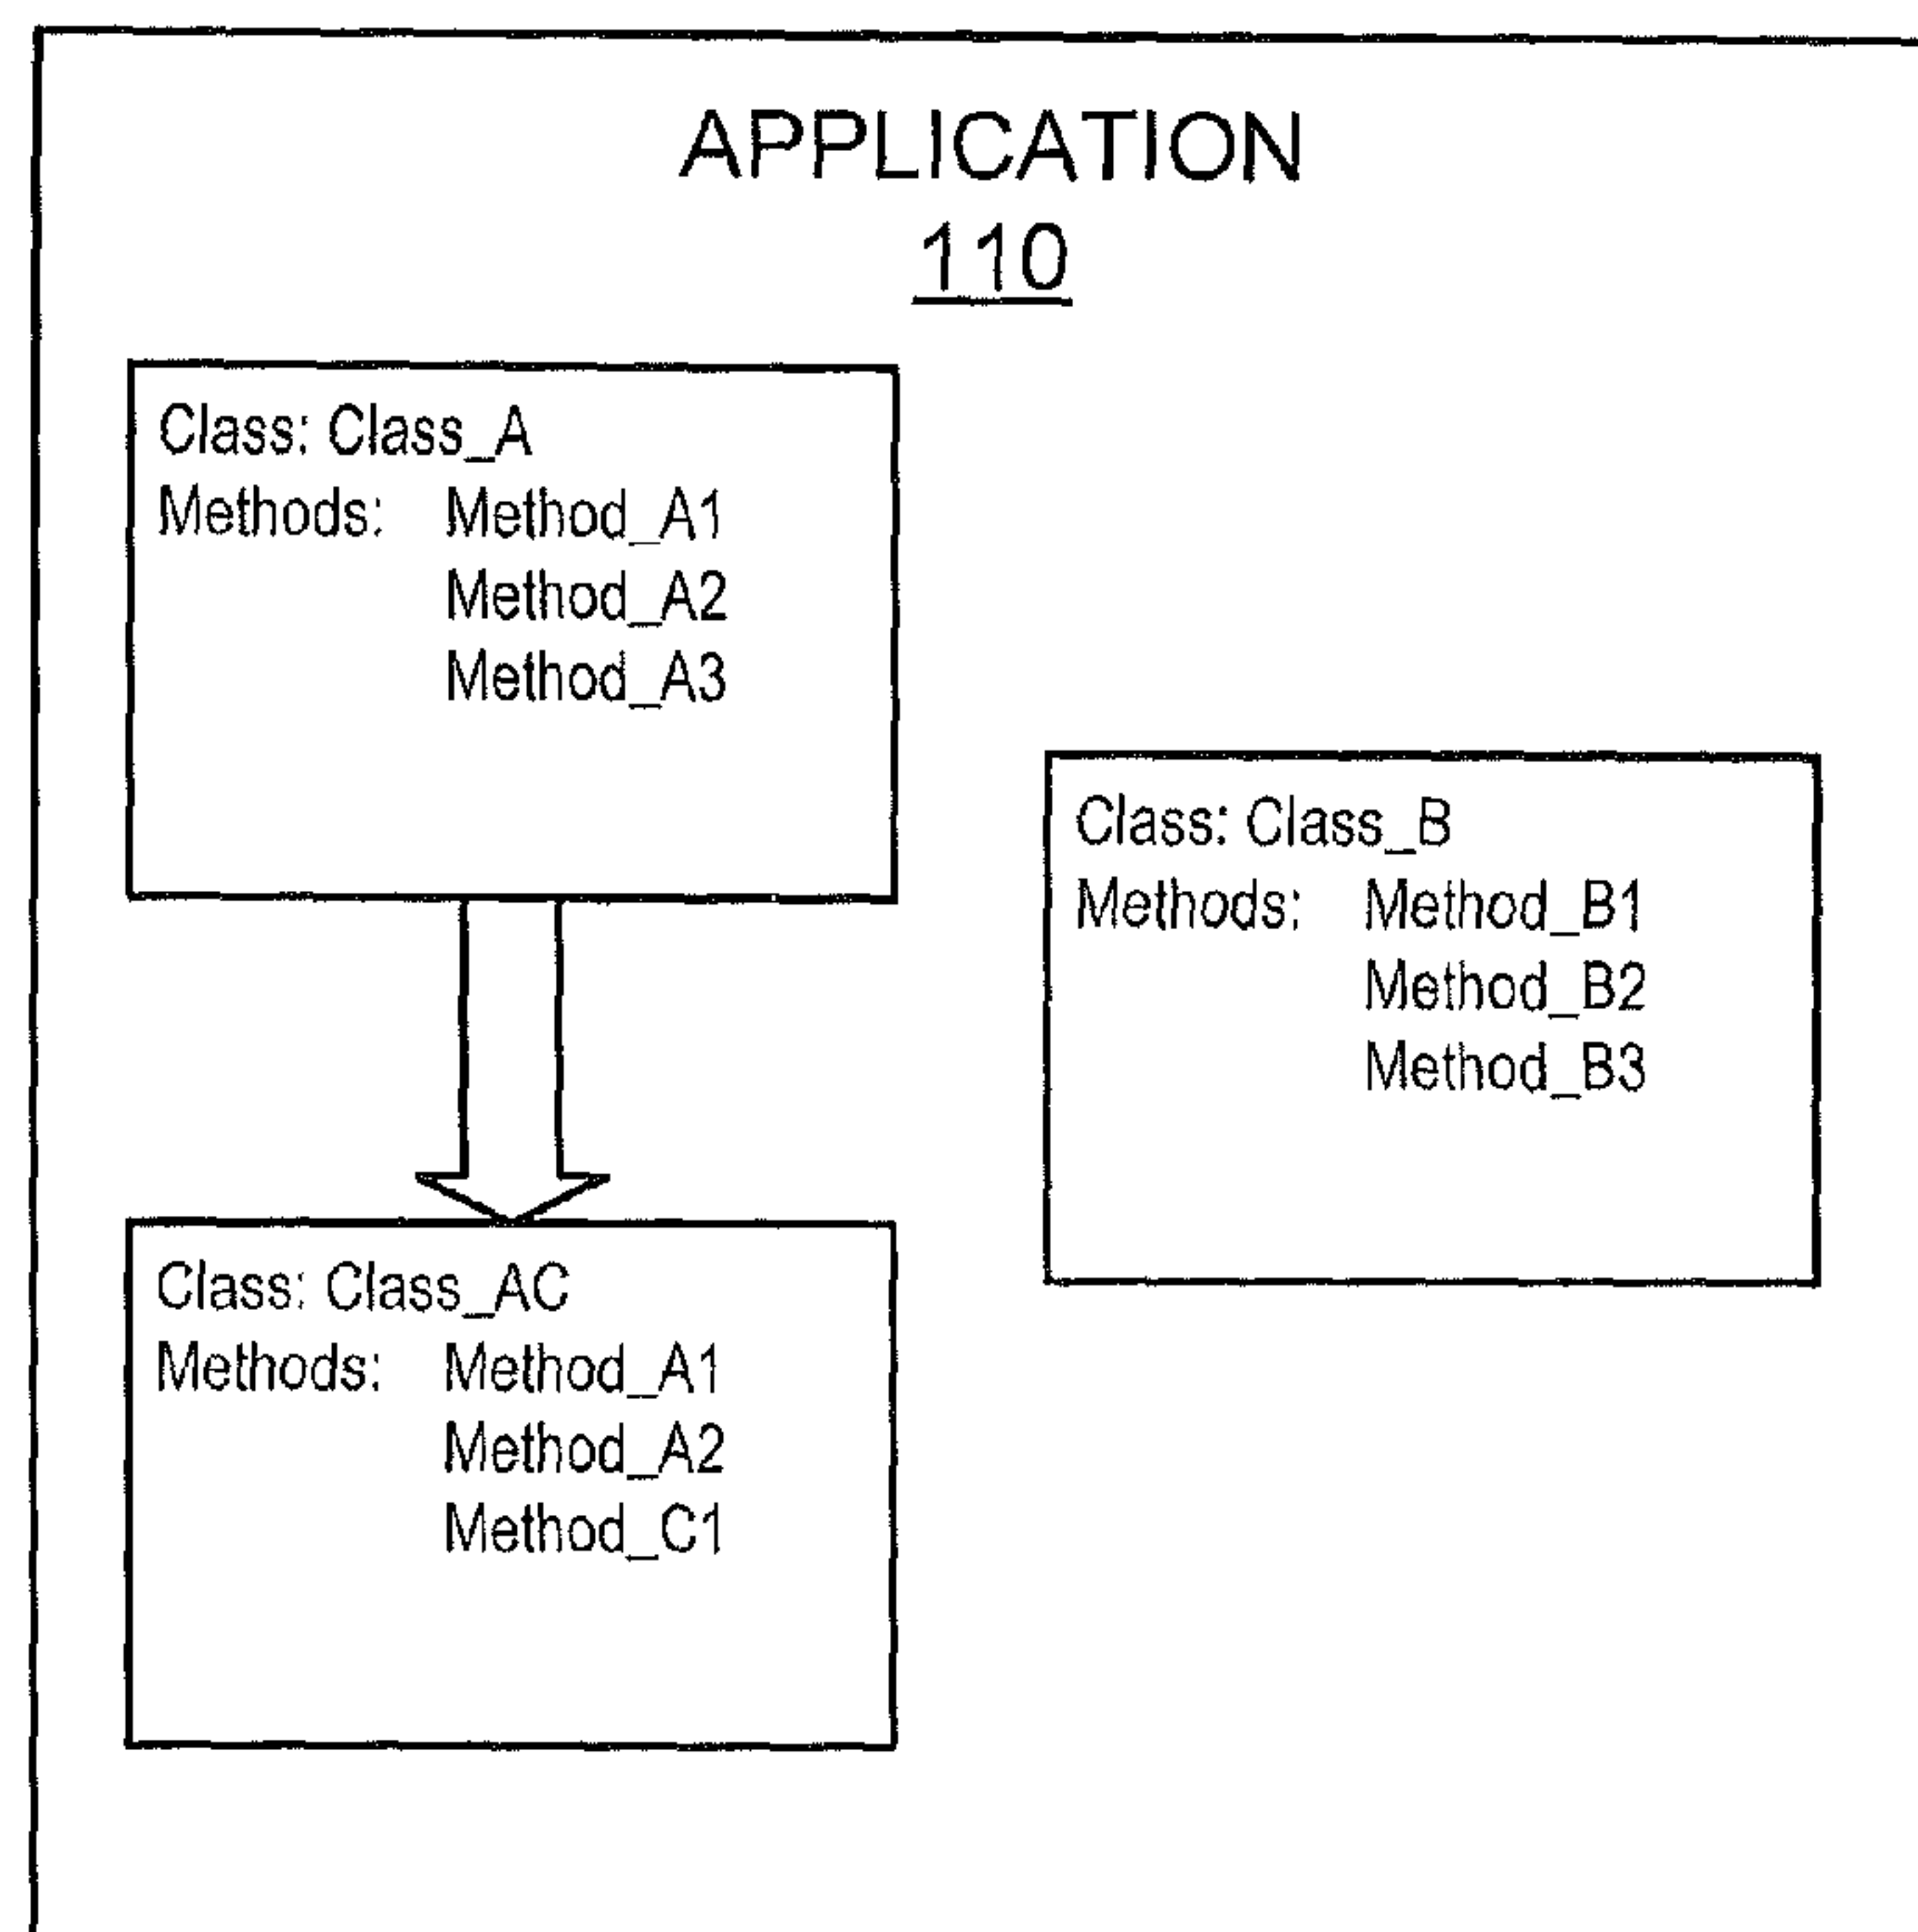 APPLICATION
110
Class: Class_A
Methods: Method_A1
Method_A2
Method_A3
Class: Class_B
Methods: Method_B1
Method_B2
Method_B3
Class: Class_AC
Methods: Method_A1
Method_A2
Method_C1